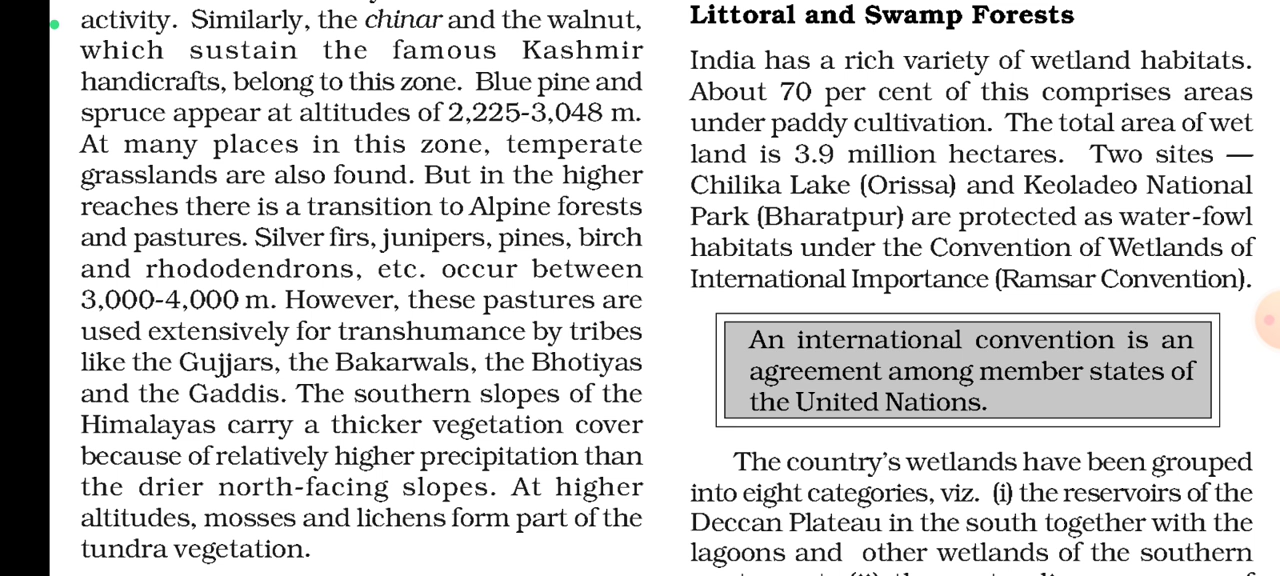 activity. Similarly, the chinar and the walnut,
which sustain the famous Kashmir
handicrafts, belong to this zone. Blue pine and
spruce appear at altitudes of 2,225-3,048 m.
At many places in this zone, temperate
grasslands are also found. But in the higher
reaches there is a transition to Alpine forests
and pastures. Silver firs, junipers, pines, birch
and rhododendrons, etc. occur between
3,000-4,000 m. However, these pastures are
used extensively for transhumance by tribes
like the Gujjars, the Bakarwals, the Bhotiyas
and the Gaddis. The southern slopes of the
Himalayas carry a thicker vegetation cover
because of relatively higher precipitation than
the drier north-facing slopes. At higher
altitudes, mosses and lichens form part of the
tundra vegetation.
Littoral and Swamp Forests
India has a rich variety of wetland habitats.
About 70 per cent of this comprises areas
under paddy cultivation. The total area of wet
land is 3.9 million hectares. Two sites —
Chilika Lake (Orissa) and Keoladeo National
Park (Bharatpur) are protected as water-fowl
habitats under the Convention of Wetlands of
International Importance (Ramsar Convention).
An international convention is an
agreement among member states of
the United Nations.
The country's wetlands have been grouped
into eight categories, viz. (i) the reservoirs of the
Deccan Plateau in the south together with the
lagoons and other wetlands of the southern